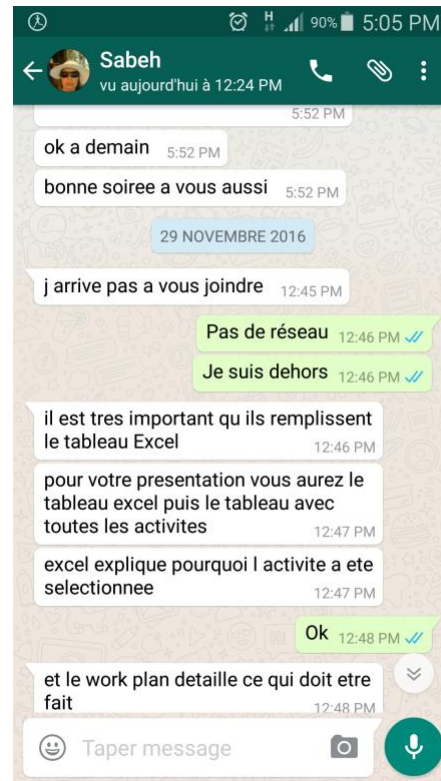 H 90% 5:05 PM
Sabeh
vu aujourd'hui à 12:24 PM
5:52 PM
ok a demain 5:52 PM
bonne soiree a vous aussi 5:52 PM
29 NOVEMBRE 2016
j arrive pas a vous joindre 12:45 PM
Pas de réseau 12:46 PM
Je suis dehors 12:46 PM
il est tres important qu ils remplissent
le tableau Excel 12:46 PM
pour votre presentation vous aurez le
tableau excel puis le tableau avec
toutes les activites 12:47 PM
excel explique pourquoi l activite a ete
selectionnee 12:47 PM
Ok 12:48 PM
et le work plan detaille ce qui doit etre
fait 12:48 PM
Taper message